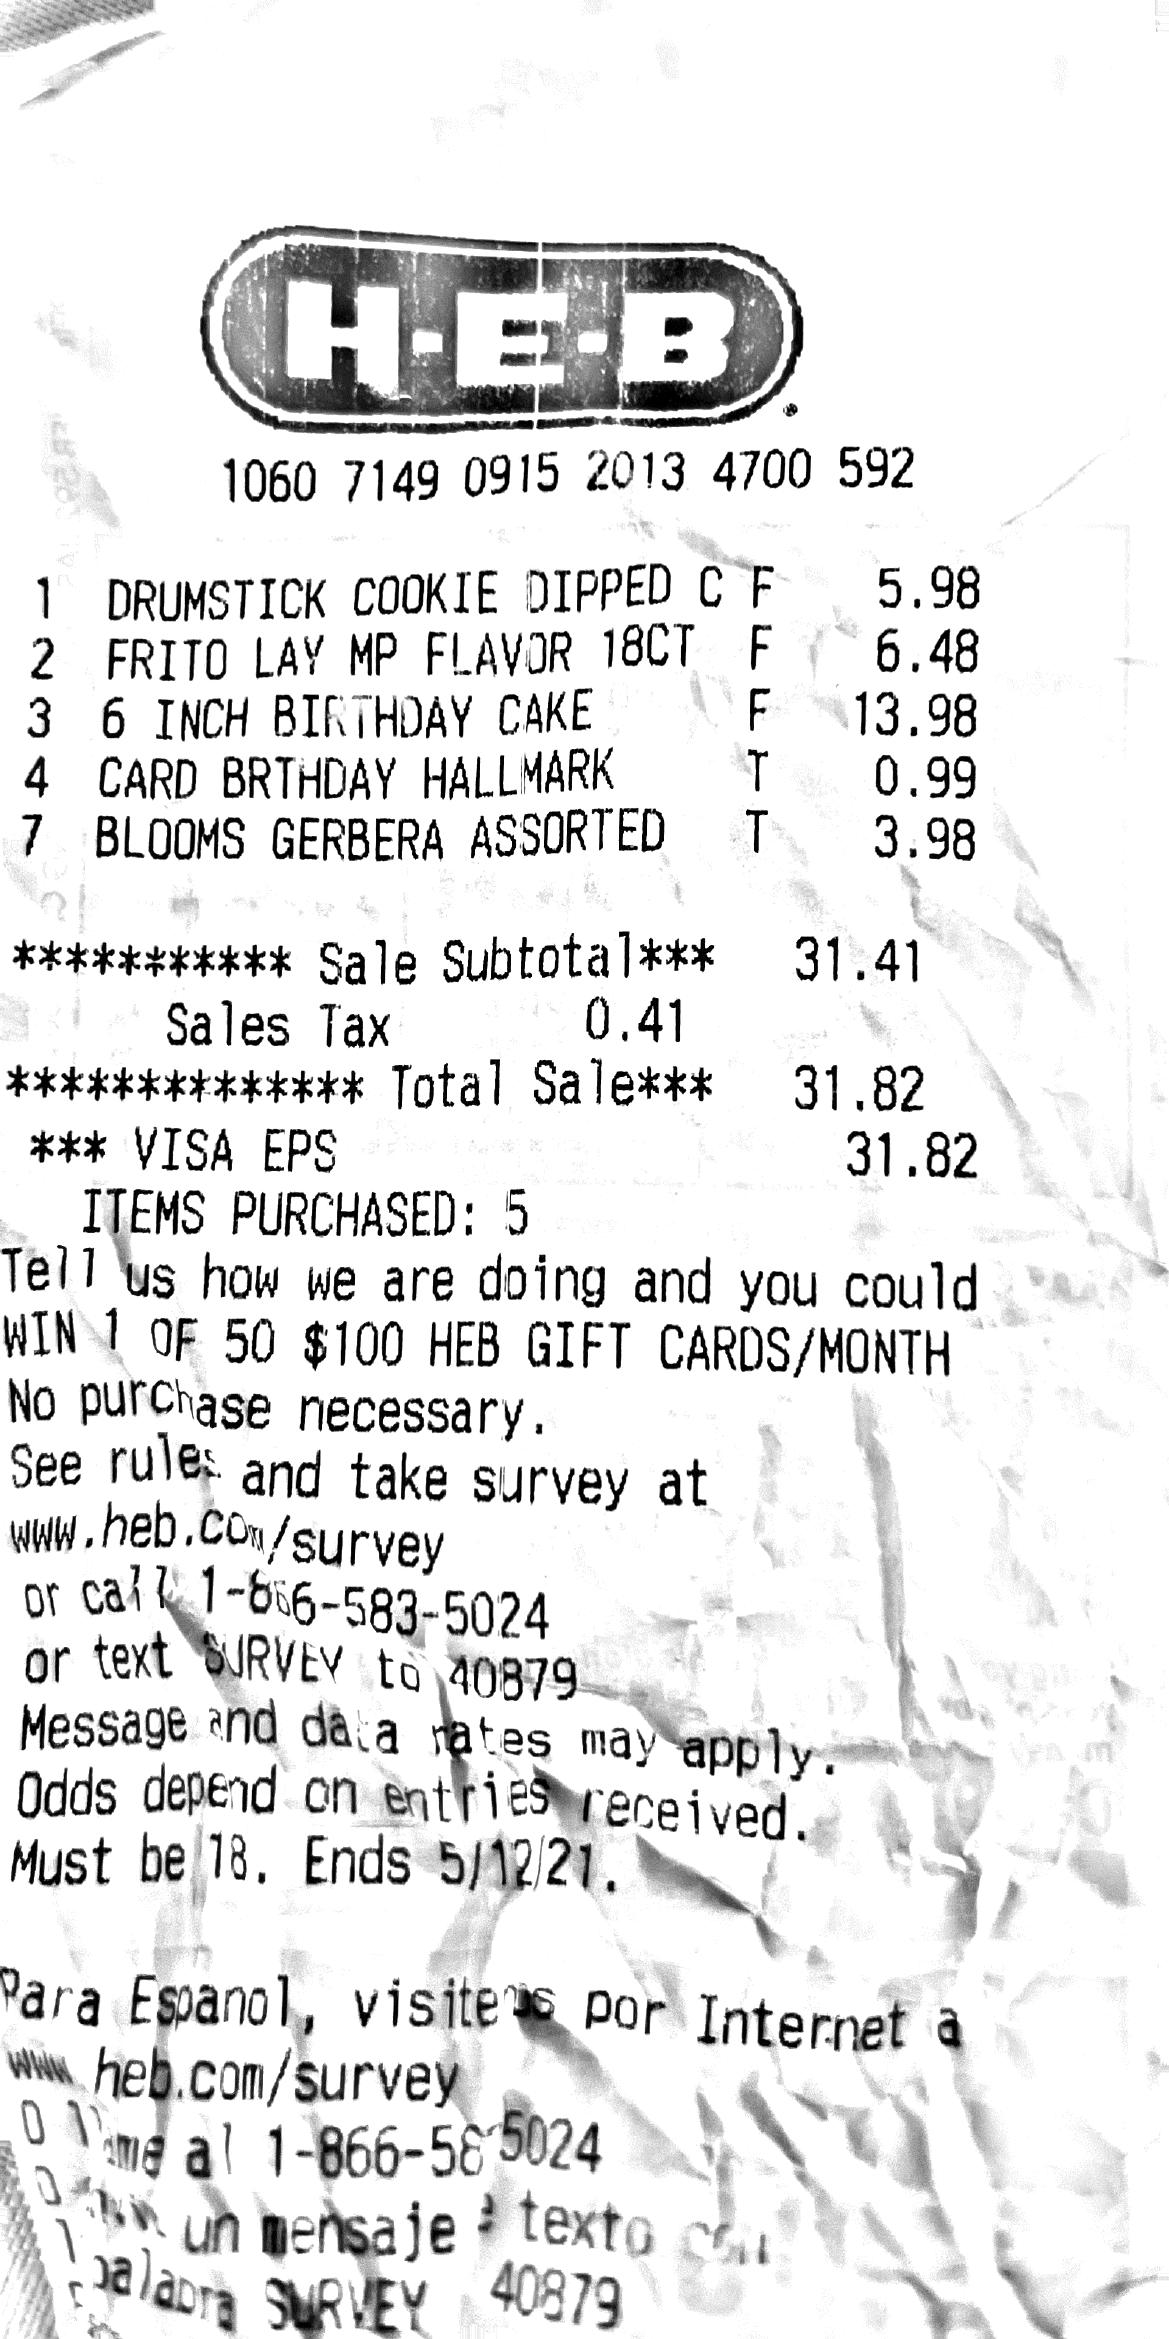 H-E-B
1060 7149 0915 2013 4700 592
1 DRUMSTICK COOKIE DIPPED C F 5.98
2 FRITO LAY MP FLAVOR 18CT F 6.48
3 6 INCH BIRTHDAY CAKE F 13.98
4 CARD BRTHDAY HALLMARK T 0.99
7 BLOOMS GERBERA ASSORTED T 3.98
*********** Sale Subtotal*** 31.41
Sales Tax 0.41
************** Total Sale*** 31.82
*** VISA EPS 31.82
ITEMS PURCHASED: 5
Tell us how we are doing and you could
WIN 1 OF 50 $100 HEB GIFT CARDS/MONTH
No purchase necessary.
See rules and take survey at
www.heb.com/survey
or call 1-866-583-5024
or text SURVEY to 40879
Message and data rates may apply.
Odds depend on entries received.
Must be 18. Ends 5/12/21.
Para Espanol, visitenos por Internet a
www.heb.com/survey
O al 1-866-58 5024
un mensaje texto
palabra SURVEY 40879